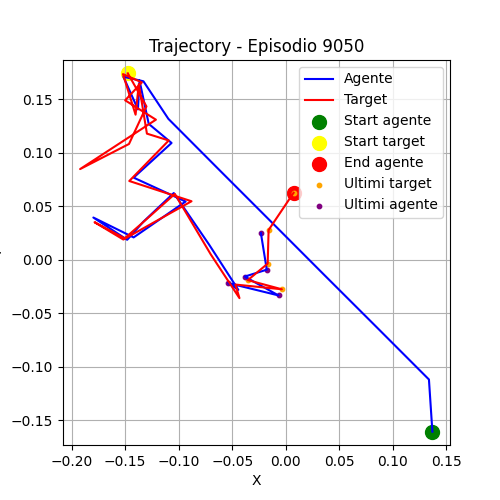 Trajectory - Episodio 9050
Agente
Target
Start agente
Start target
End agente
Ultimi target
Ultimi agente
0.15
0.10
0.05
0.00
−0.05
−0.10
−0.15
−0.20 −0.15 −0.10 −0.05 0.00 0.05 0.10 0.15
X